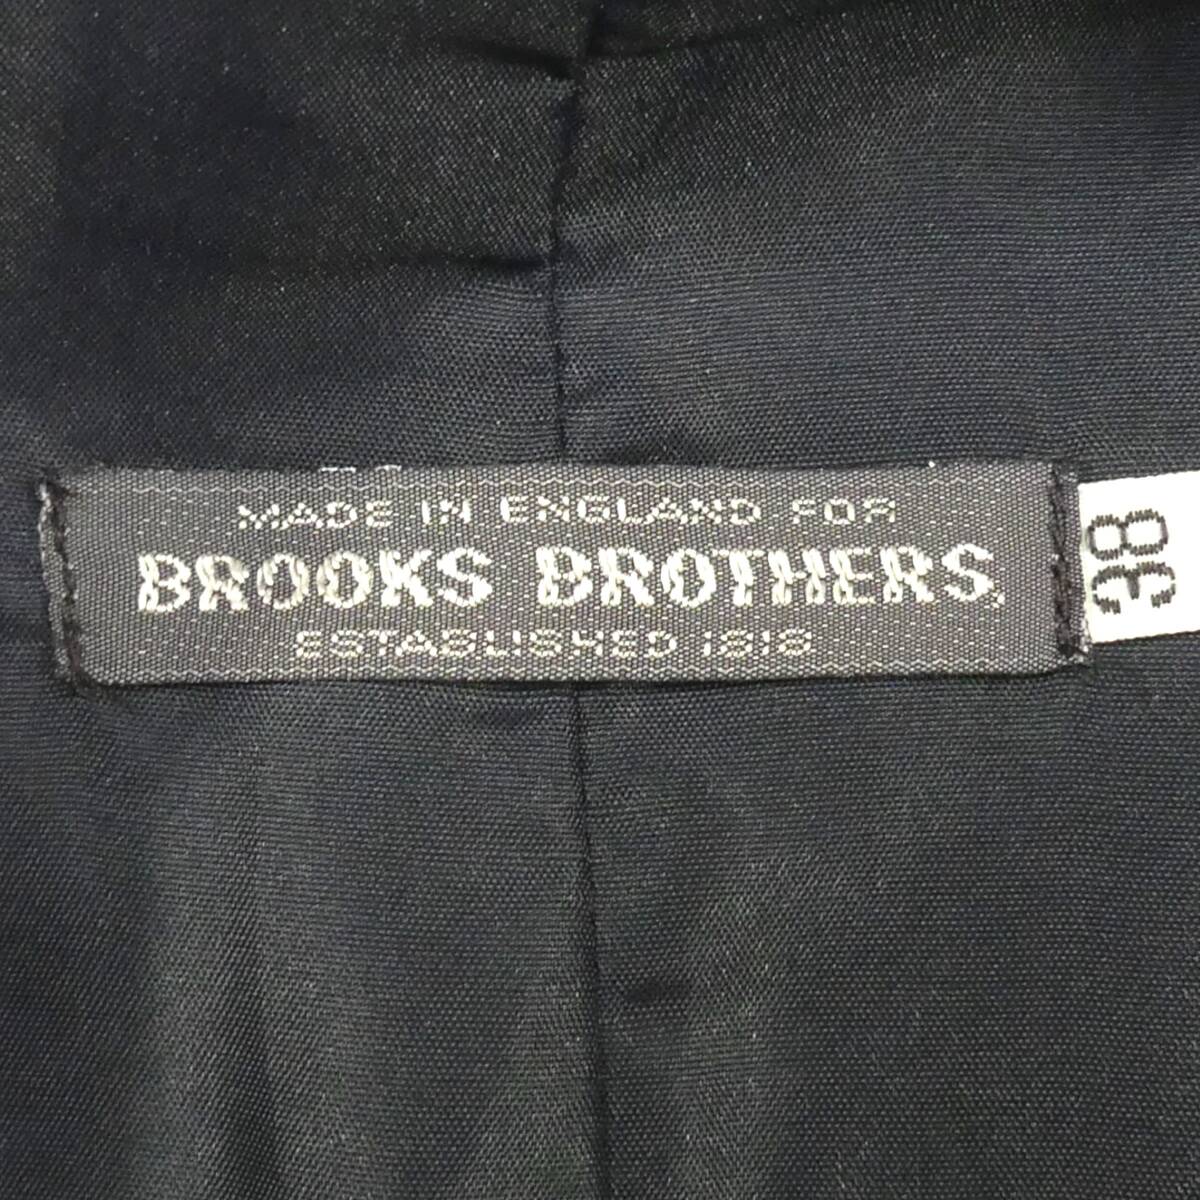 MADE IN ENGLAND FOR
BROOKS BROTHERS
ESTABLISHED 1818
38